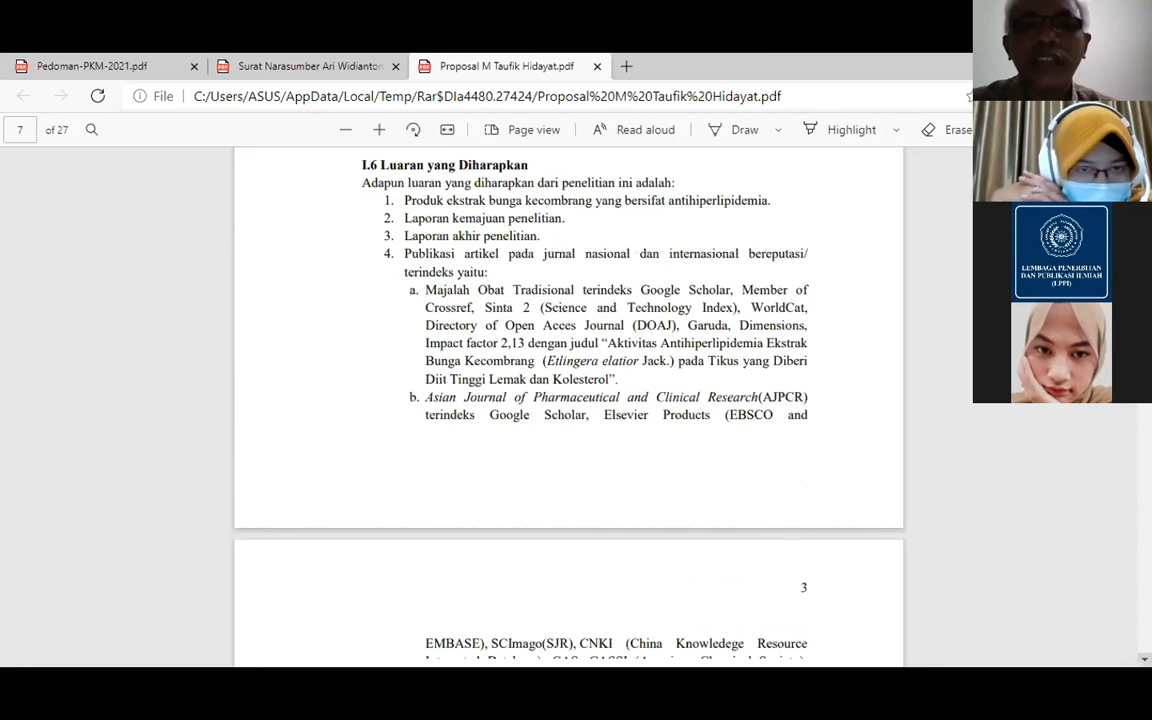 Pedoman-PKM-2021.pdf
Surat Narasumber Ari Widianto
Proposal M Taufik Hidayat.pdf
File
C:/Users/ASUS/AppData/Local/Temp/Rar$DIa4480.27424/Proposal%20M%20Taufik%20Hidayat.pdf
7 of 27
Page view
Read aloud
Draw
Highlight
Erase
I.6 Luaran yang Diharapkan
Adapun luaran yang diharapkan dari penelitian ini adalah:
1. Produk ekstrak bunga kecombrang yang bersifat antihiperlipidemia.
2. Laporan kemajuan penelitian.
3. Laporan akhir penelitian.
4. Publikasi artikel pada jurnal nasional dan internasional bereputasi/
terindeks yaitu:
a. Majalah Obat Tradisional terindeks Google Scholar, Member of
Crossref, Sinta 2 (Science and Technology Index), WorldCat,
Directory of Open Acces Journal (DOAJ), Garuda, Dimensions,
Impact factor 2,13 dengan judul “Aktivitas Antihiperlipidemia Ekstrak
Bunga Kecombrang (Etlingera elatior Jack.) pada Tikus yang Diberi
Diit Tinggi Lemak dan Kolesterol”.
b. Asian Journal of Pharmaceutical and Clinical Research(AJPCR)
terindeks Google Scholar, Elsevier Products (EBSCO and
3
EMBASE), SCImago(SJR), CNKI (China Knowledege Resource
LEMBAGA PENERBITAN
DAN PUBLIKASI ILMIAH
(LPPI)